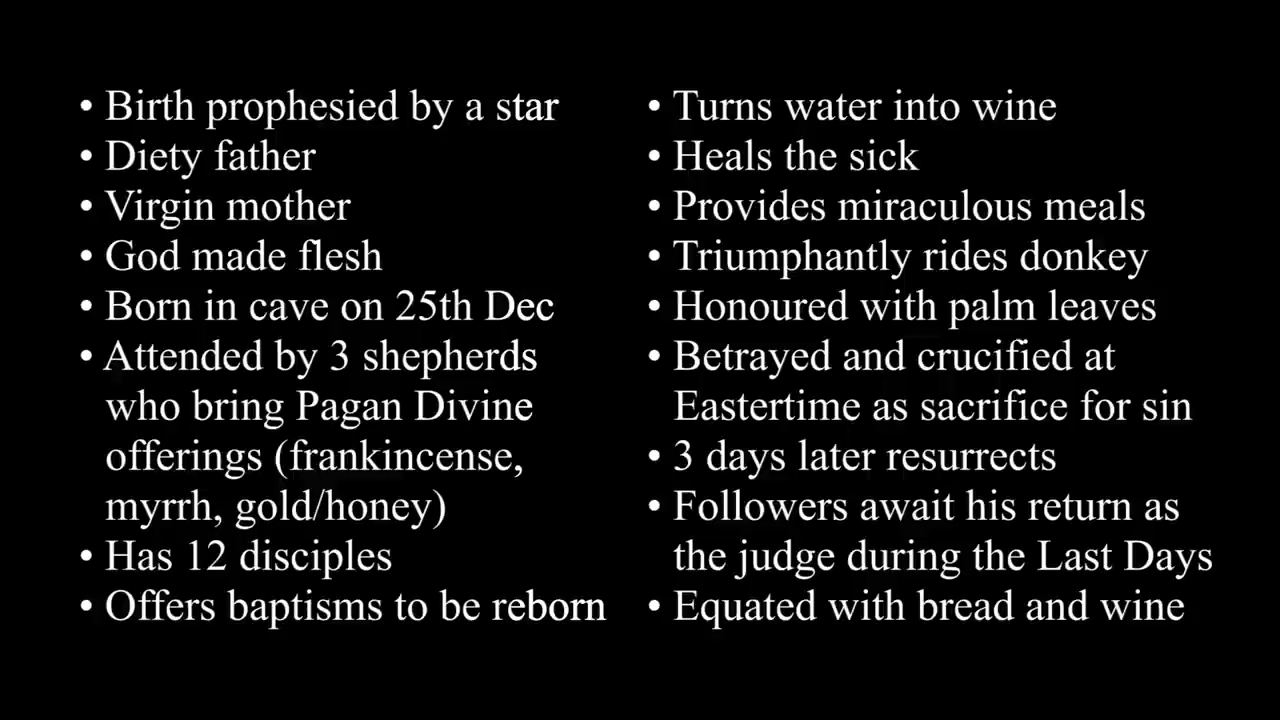 • Birth prophesied by a star
• Diety father
• Virgin mother
• God made flesh
• Born in cave on 25th Dec
• Attended by 3 shepherds
who bring Pagan Divine
offerings (frankincense,
myrrh, gold/honey)
• Has 12 disciples
• Offers baptisms to be reborn
• Turns water into wine
• Heals the sick
• Provides miraculous meals
• Triumphantly rides donkey
• Honoured with palm leaves
• Betrayed and crucified at
Eastertime as sacrifice for sin
• 3 days later resurrects
• Followers await his return as
the judge during the Last Days
• Equated with bread and wine